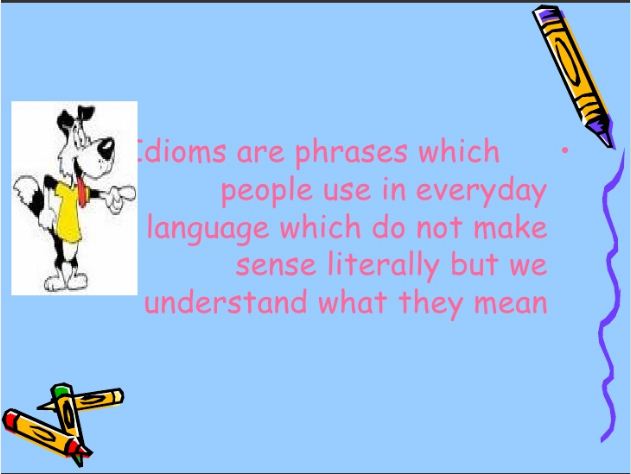 • Idioms are phrases which
people use in everyday
language which do not make
sense literally but we
understand what they mean